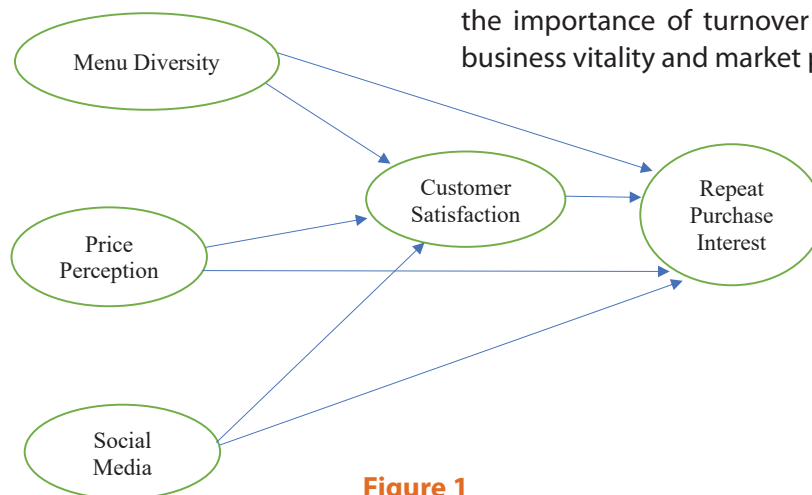 the importance of turnover
business vitality and market
Menu Diversity
Customer
Satisfaction
Repeat
Purchase
Interest
Price
Perception
Social
Media
Figure 1